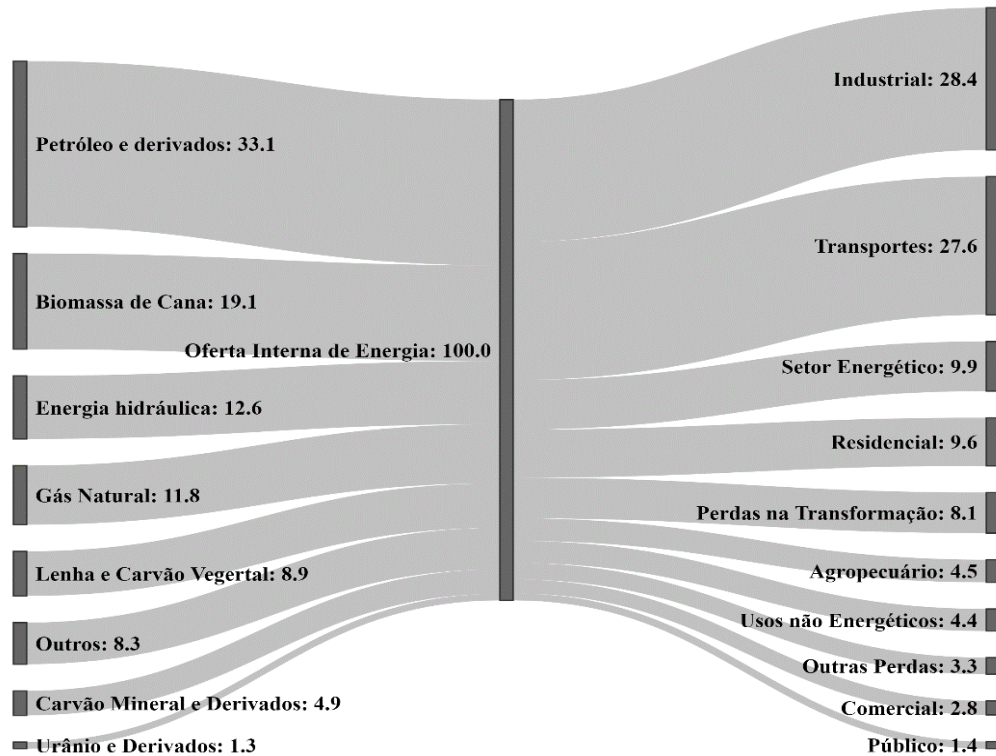 Petróleo e derivados: 33.1
Biomassa de Cana: 19.1
Energia hidráulica: 12.6
Gás Natural: 11.8
Lenha e Carvão Vegertal: 8.9
Outros: 8.3
Carvão Mineral e Derivados: 4.9
Urânio e Derivados: 1.3
Oferta Interna de Energia: 100.0
Industrial: 28.4
Transportes: 27.6
Setor Energético: 9.9
Residencial: 9.6
Perdas na Transformação: 8.1
Agropecuário: 4.5
Usos não Energéticos: 4.4
Outras Perdas: 3.3
Comercial: 2.8
Público: 1.4